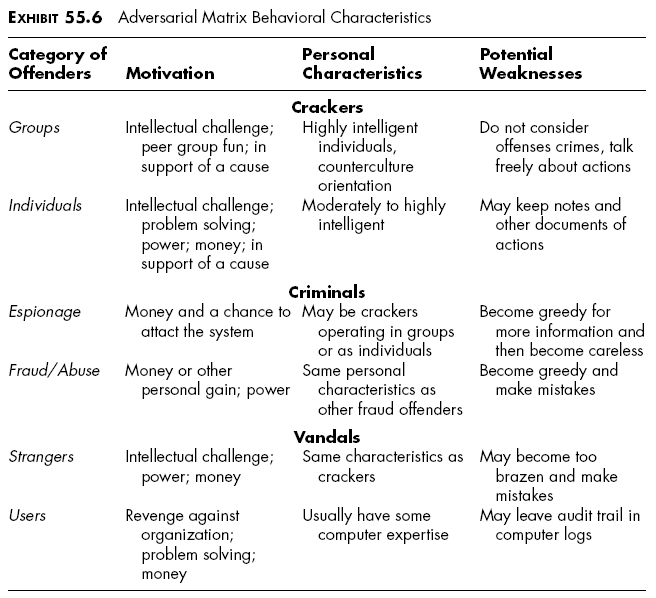 EXHIBIT 55.6 Adversarial Matrix Behavioral Characteristics
Category of Offenders
Motivation
Personal Characteristics
Potential Weaknesses
Crackers
Groups
Intellectual challenge;
peer group fun; in
support of a cause
Highly intelligent
individuals,
counterculture
orientation
Do not consider
offenses crimes, talk
freely about actions
Individuals
Intellectual challenge;
problem solving;
power; money; in
support of a cause
Moderately to highly
intelligent
May keep notes and
other documents of
actions
Criminals
Espionage
Money and a chance to
attact the system
May be crackers
operating in groups
or as individuals
Become greedy for
more information and
then become careless
Fraud/Abuse
Money or other
personal gain; power
Same personal
characteristics as
other fraud offenders
Become greedy and
make mistakes
Vandals
Strangers
Intellectual challenge;
power; money
Same characteristics as
crackers
May become too
brazen and make
mistakes
Users
Revenge against
organization;
problem solving;
money
Usually have some
computer expertise
May leave audit trail in
computer logs